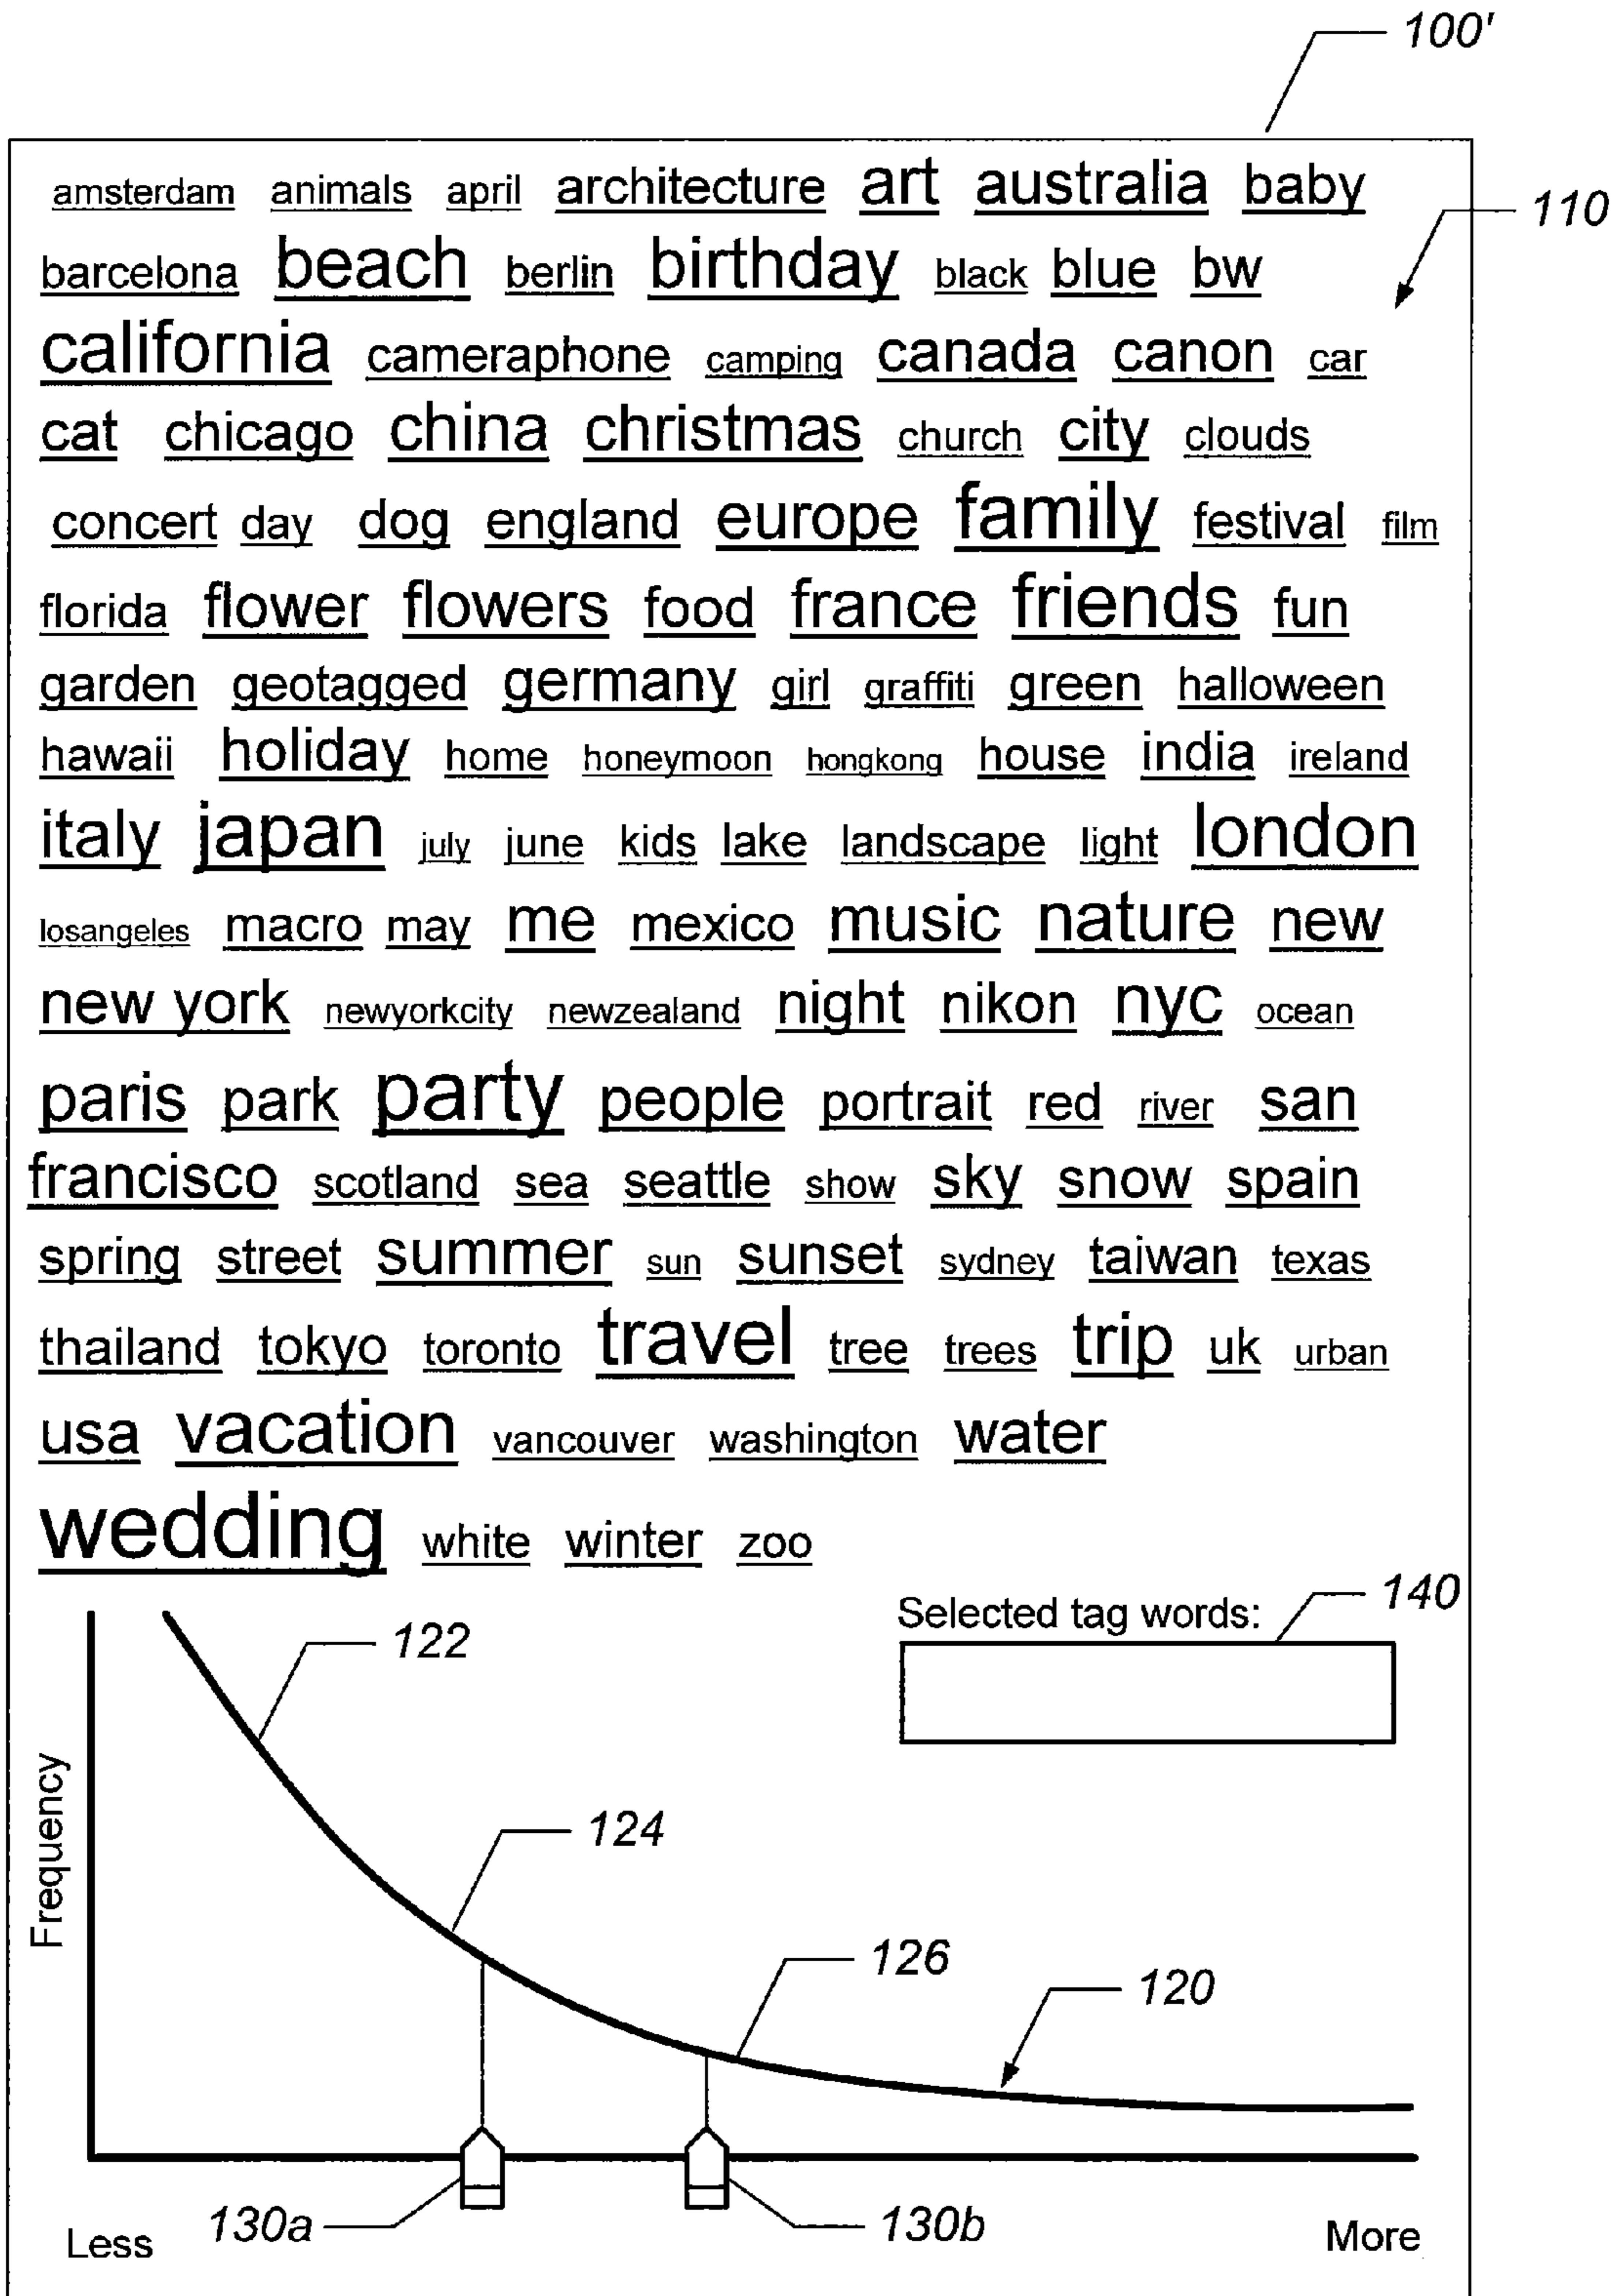 100'
amsterdam animals april architecture art australia baby
110
barcelona beach berlin birthday black blue bw
california cameraphone camping canada canon car
cat chicago china christmas church city clouds
concert day dog england europe family festival film
florida flower flowers food france friends fun
garden geotagged germany girl graffiti green halloween
hawaii holiday home honeymoon hongkong house india ireland
italy japan july june kids lake landscape light london
losangeles macro may me mexico music nature new
new york newyorkcity newzealand night nikon nyc ocean
paris park party people portrait red river san
francisco scotland sea seattle show sky snow spain
spring street summer sun sunset sydney taiwan texas
thailand tokyo toronto travel tree trees trip uk urban
usa vacation vancouver washington water
wedding white winter zoo
Selected tag words:
140
122
124
126
120
Frequency
130a
130b
Less
More